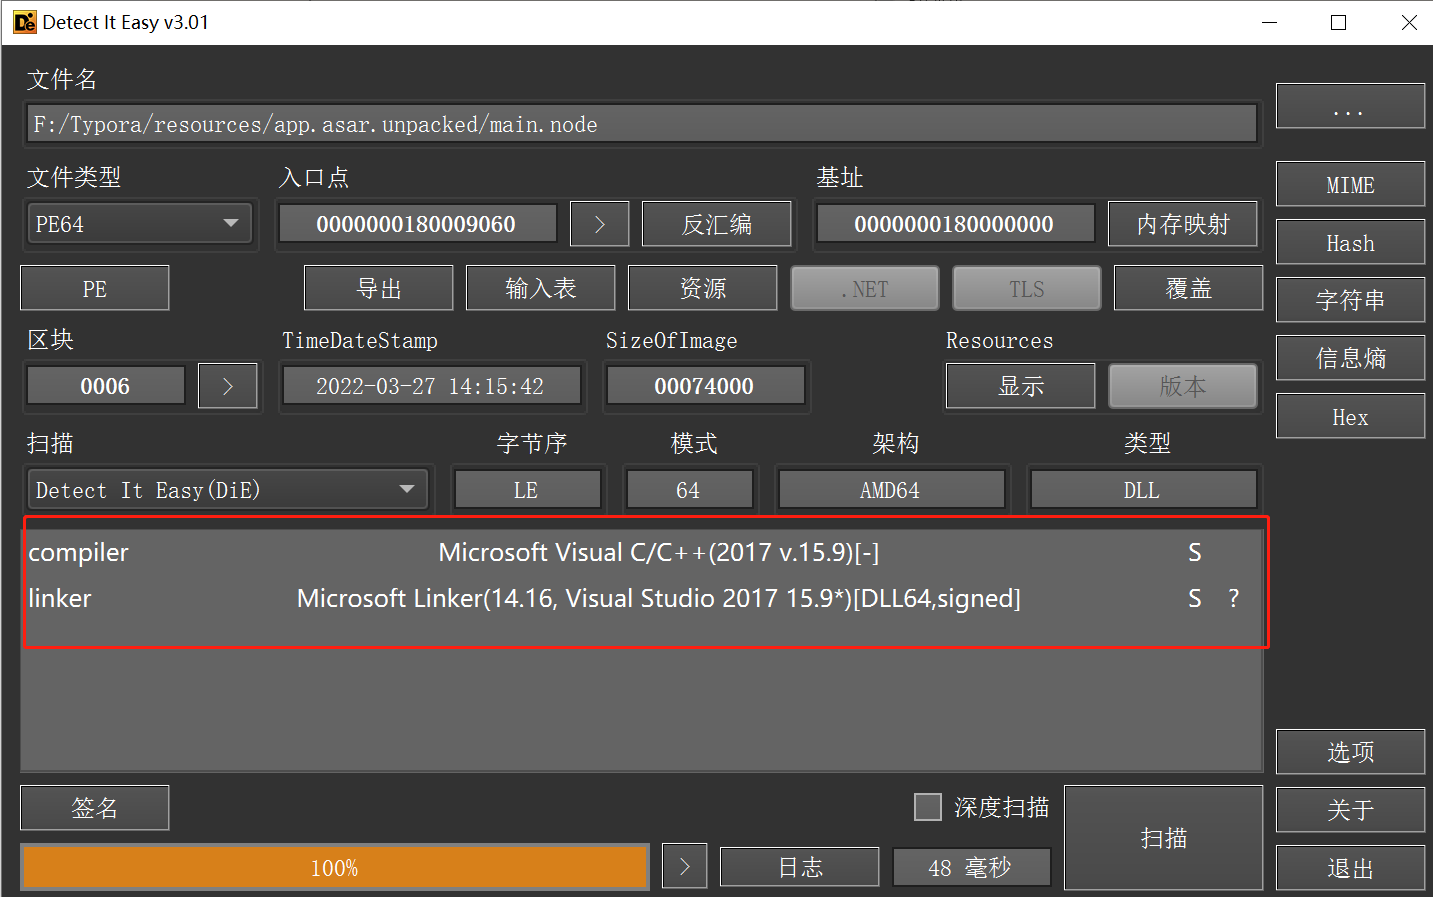 Detect It Easy v3.01
文件名
F:/Typora/resources/app.asar.unpacked/main.node
...
文件类型 入口点 基址
PE64 0000000180009060 > 反汇编 0000000180000000 内存映射
MIME
Hash
PE 导出 输入表 资源 .NET TLS 覆盖
字符串
区块 TimeDateStamp SizeOfImage Resources
信息熵
0006 > 2022-03-27 14:15:42 00074000 显示 版本
Hex
扫描 字节序 模式 架构 类型
Detect It Easy(DiE) LE 64 AMD64 DLL
compiler Microsoft Visual C/C++(2017 v.15.9)[-] S
linker Microsoft Linker(14.16, Visual Studio 2017 15.9*)[DLL64,signed] S ?
选项
签名 深度扫描
关于
扫描
100% > 日志 48 毫秒
退出